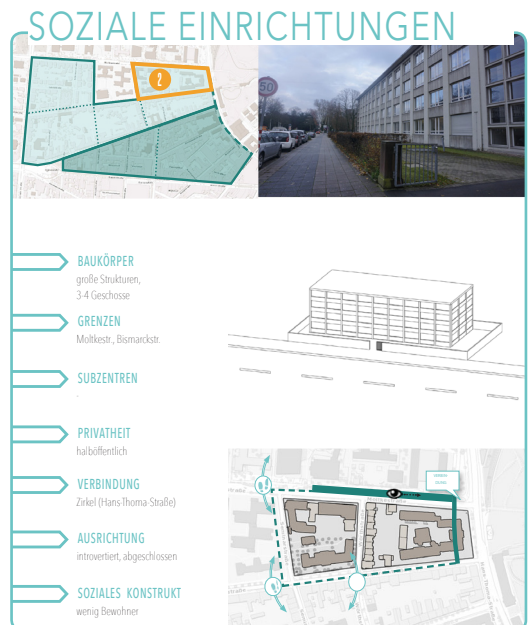 SOZIALE EINRICHTUNGEN
2
50
BAUKÖRPER
große Strukturen,
3-4 Geschosse
GRENZEN
Moltkestr., Bismarckstr.
SUBZENTREN
-
PRIVATHEIT
halböffentlich
VERBINDUNG
Zirkel (Hans-Thoma-Straße)
AUSRICHTUNG
introvertiert, abgeschlossen
SOZIALES KONSTRUKT
wenig Bewohner